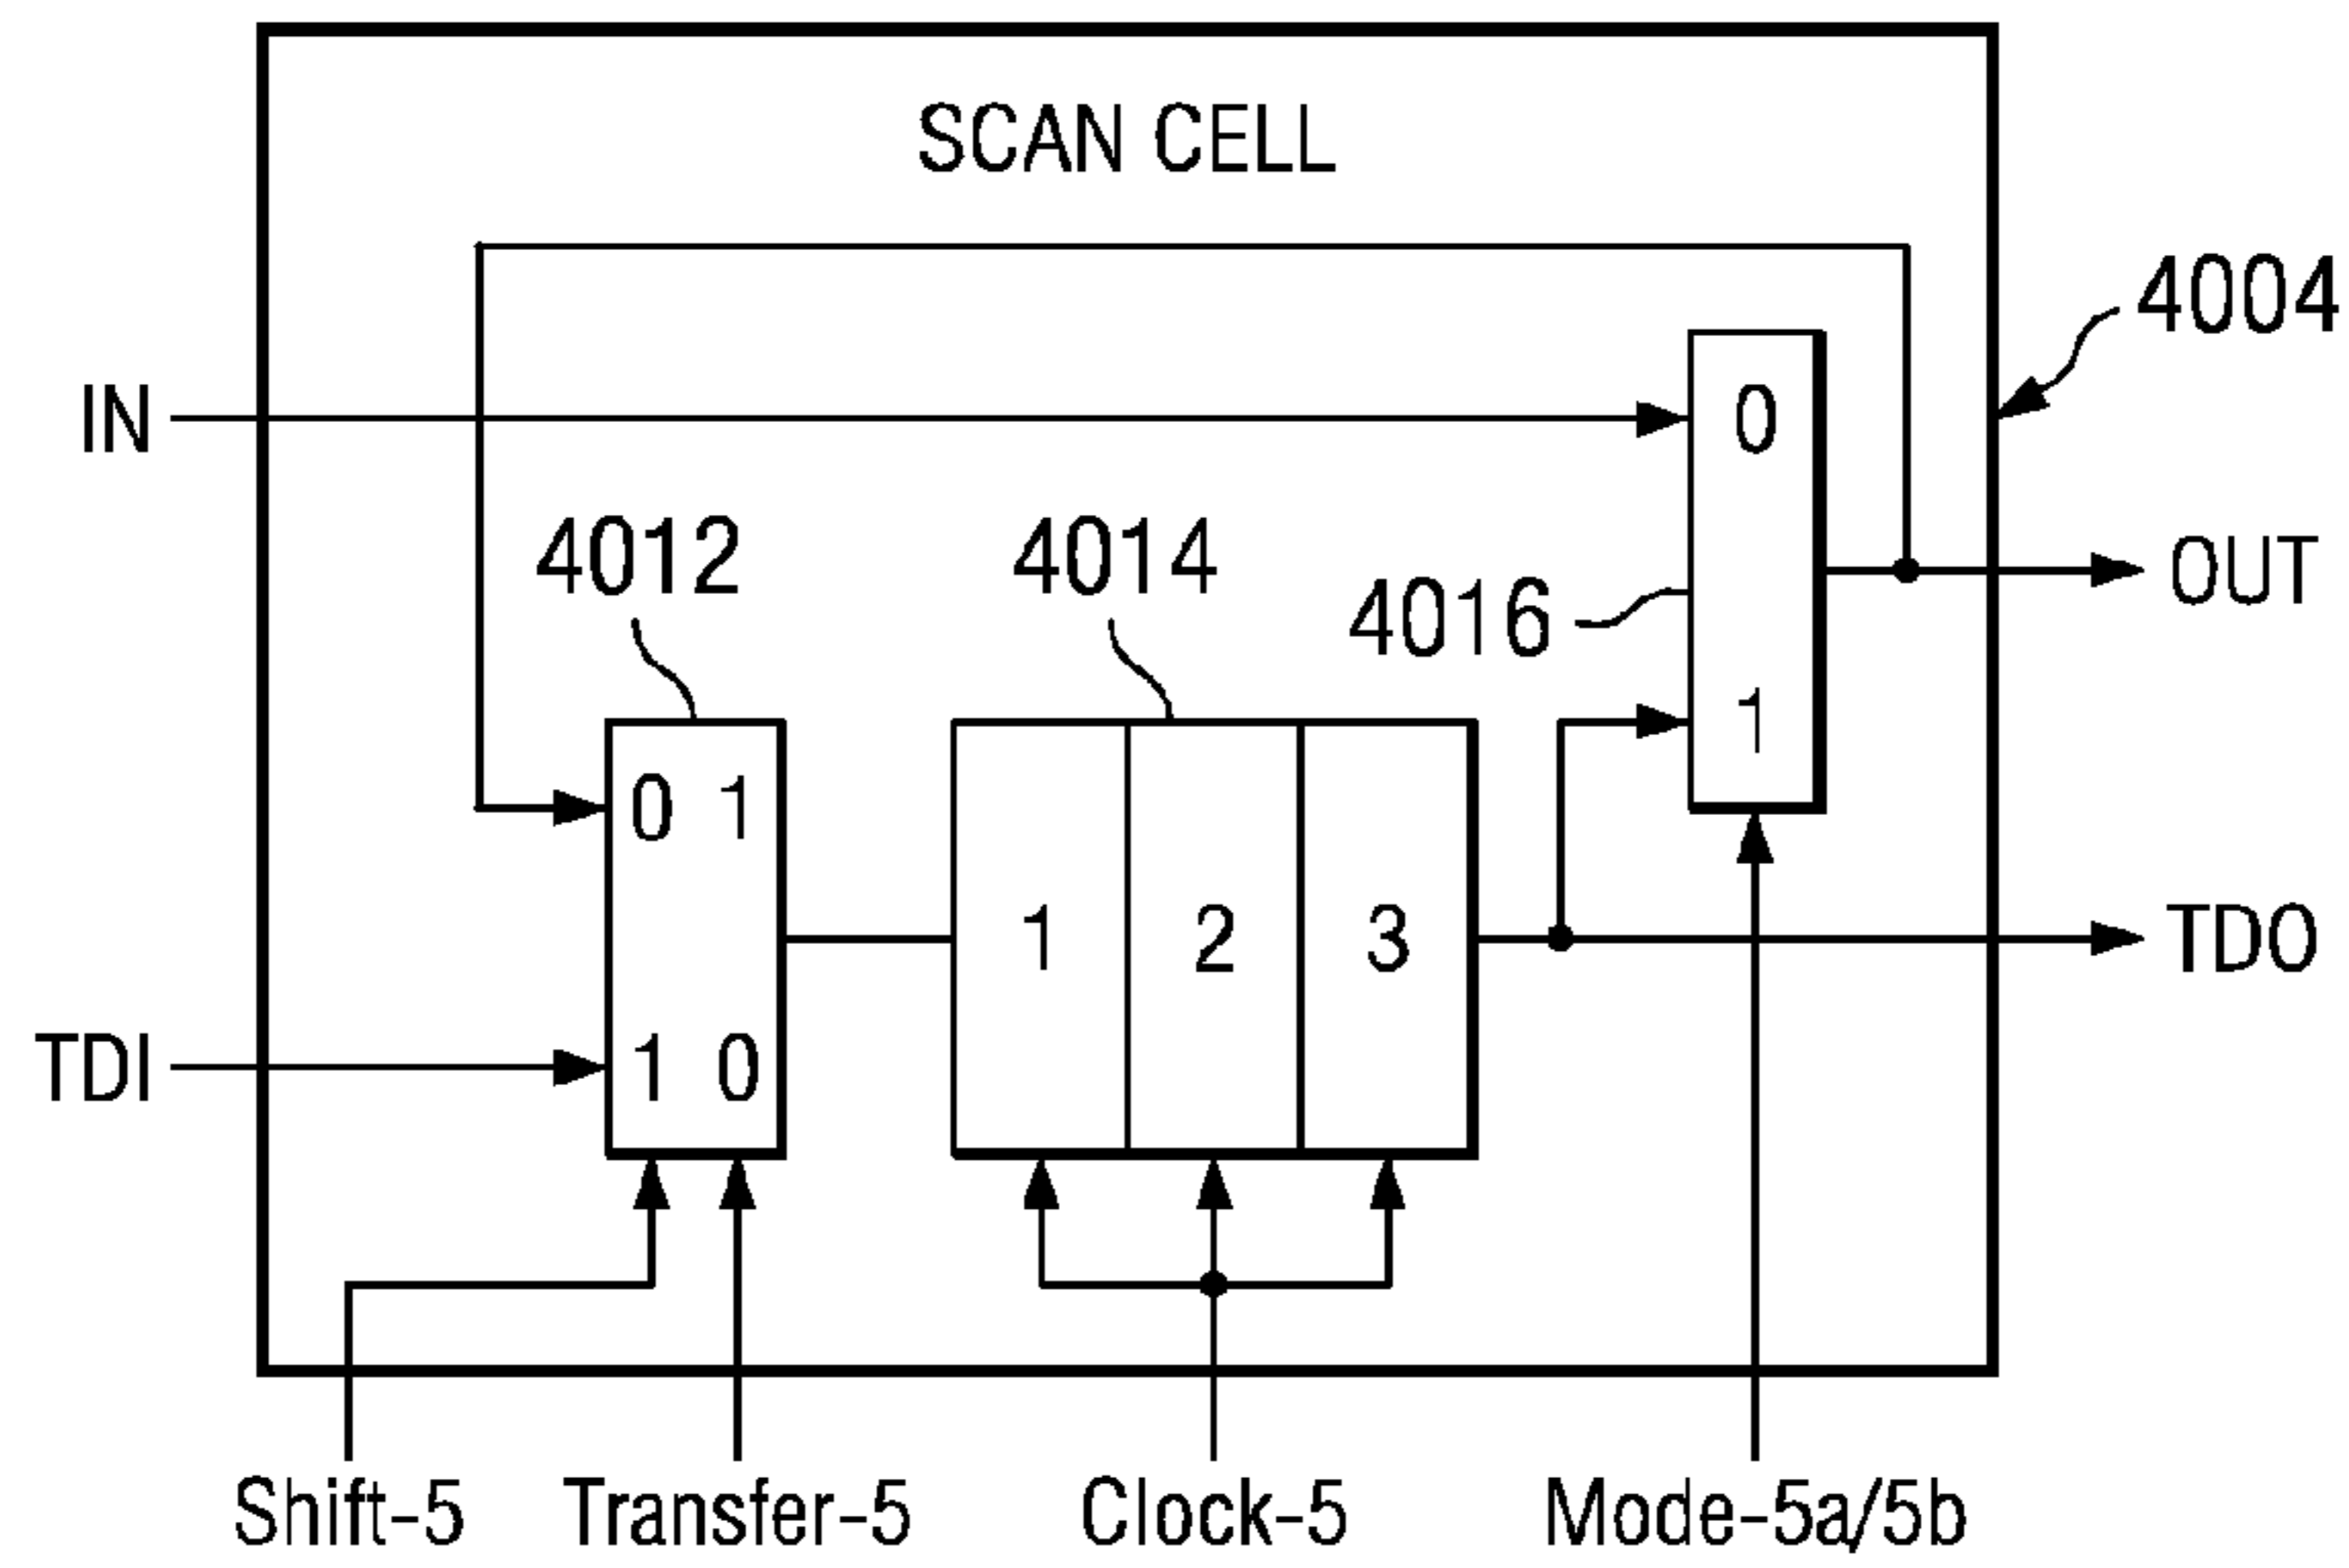 SCAN CELL
4004
IN
0
4012
4014
4016
OUT
1
0 1
1
2
3
TDO
TDI
1 0
Shift-5
Transfer-5
Clock-5
Mode-5a/5b